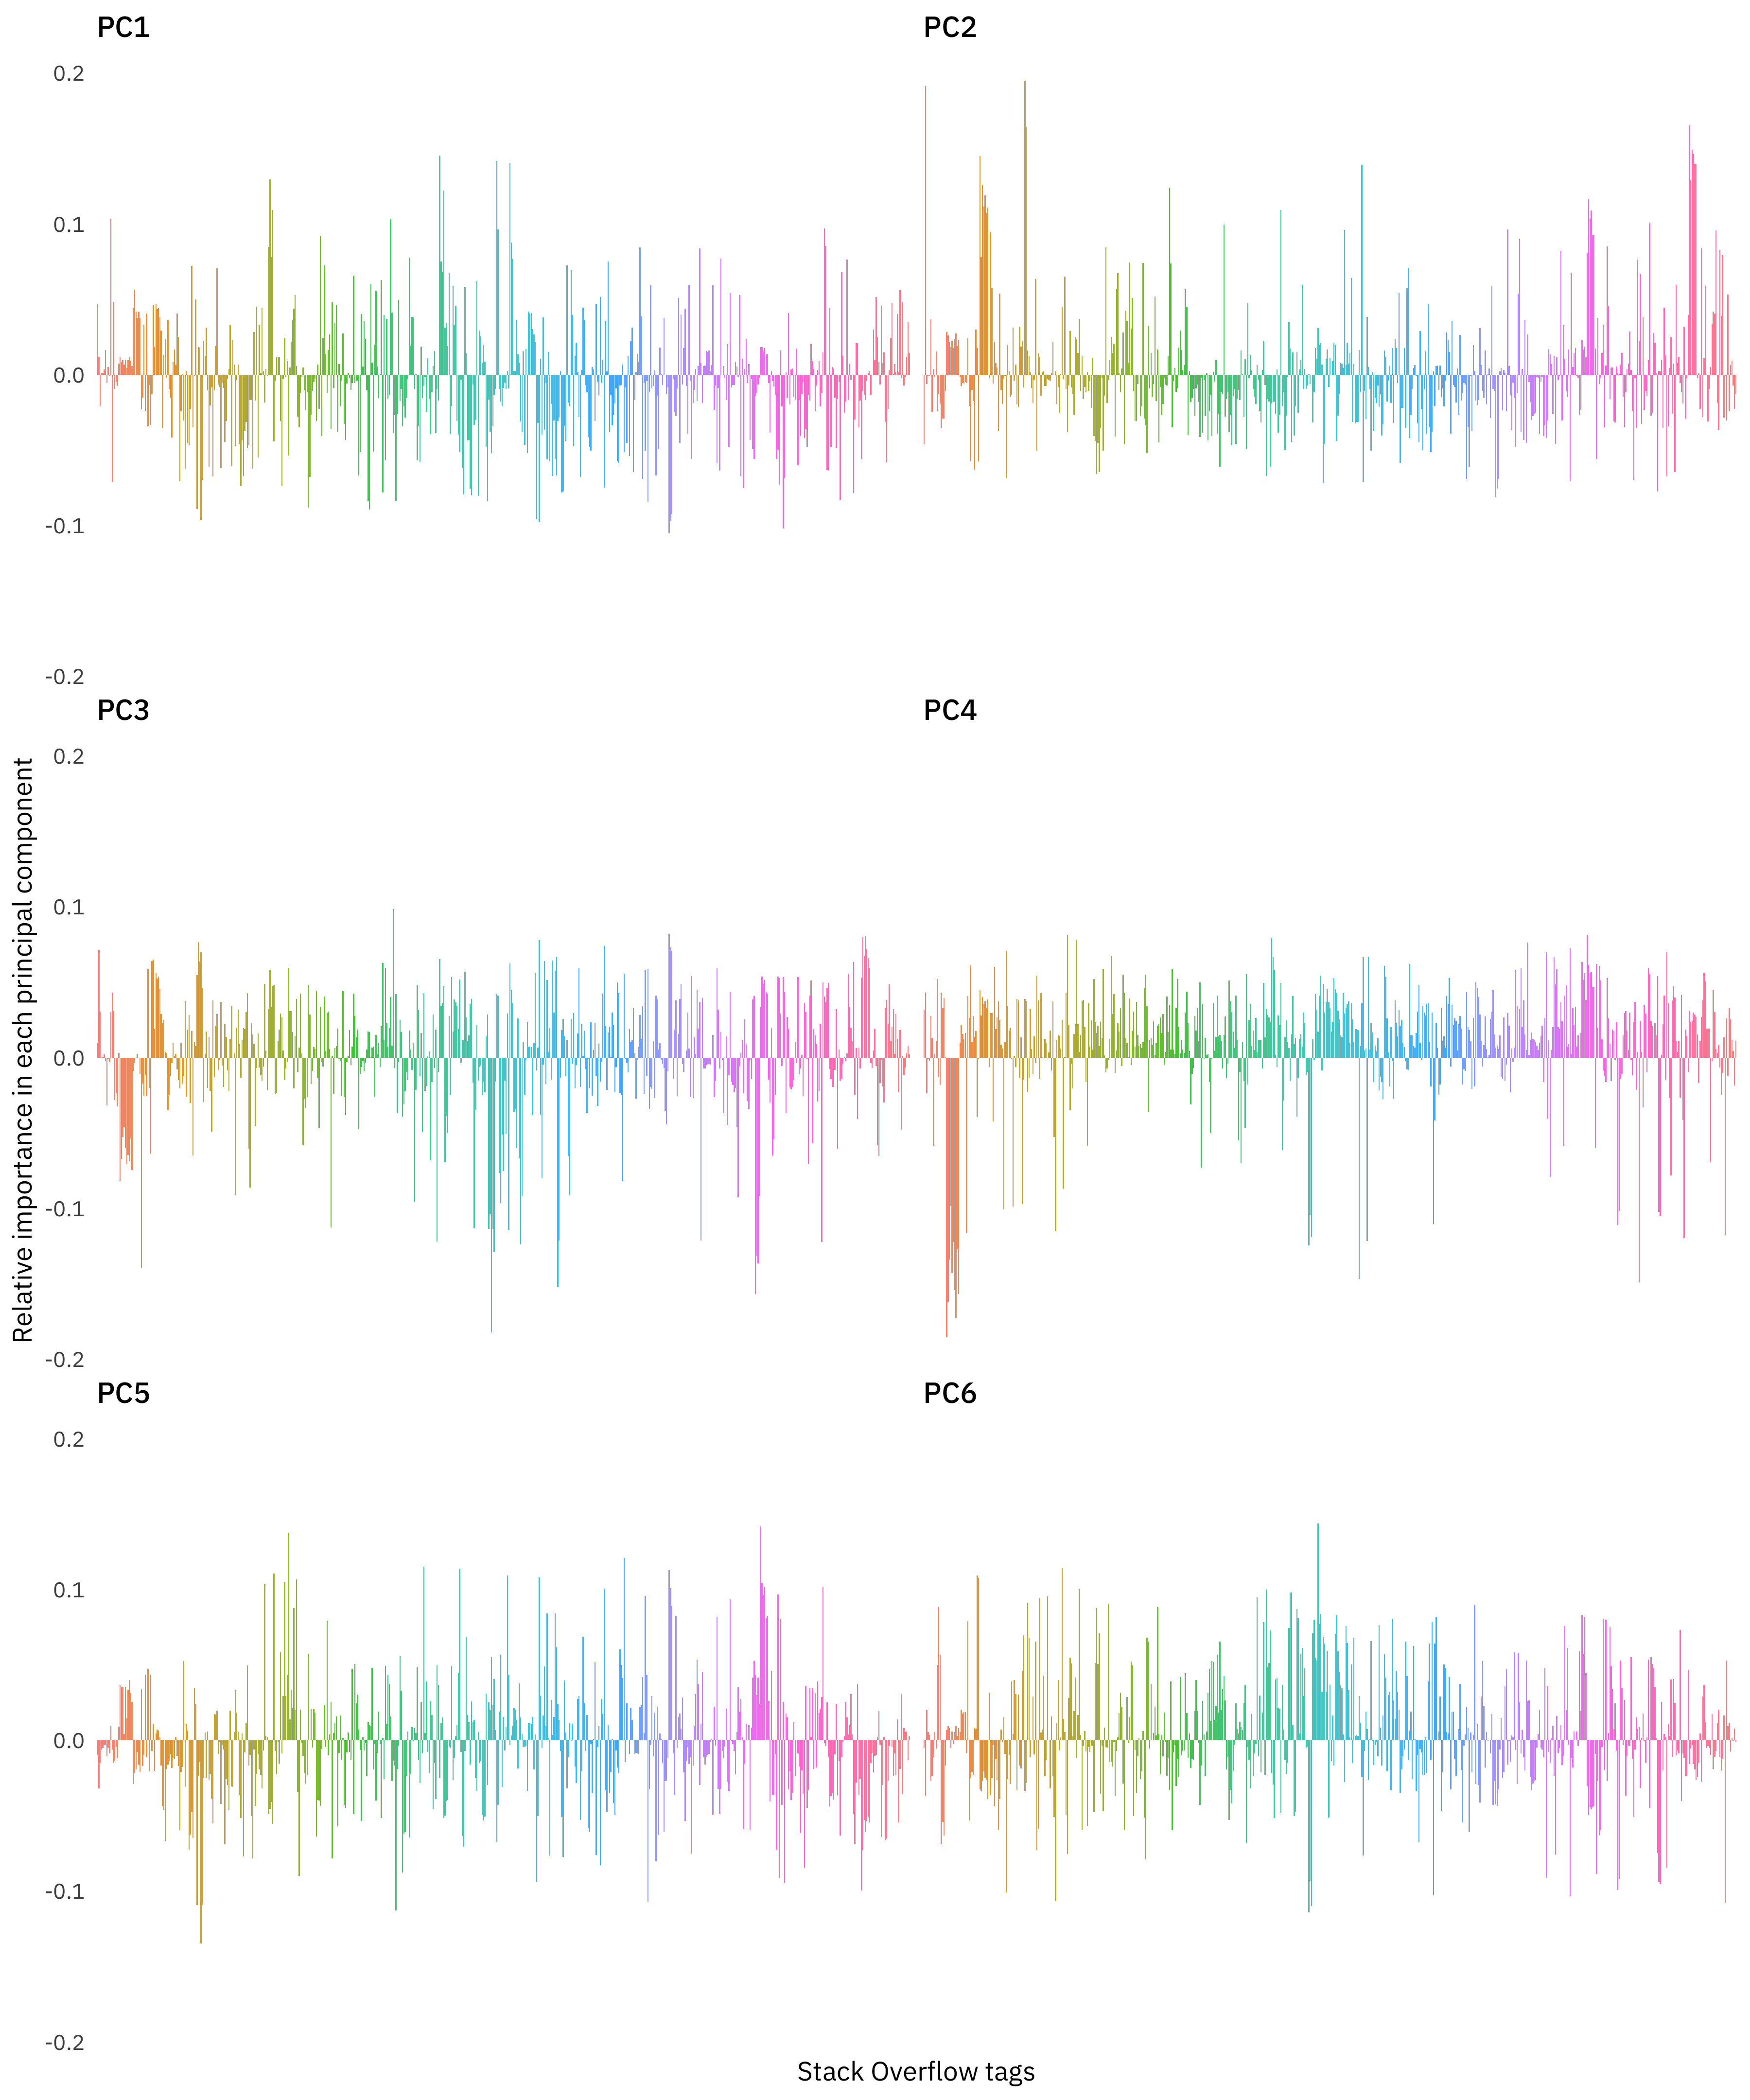 PC1
PC2
0.2
0.1
0.0
-0.1
-0.2
PC3
PC4
Relative importance in each principal component
0.2
0.1
0.0
-0.1
-0.2
PC5
PC6
0.2
0.1
0.0
-0.1
-0.2
Stack Overflow tags